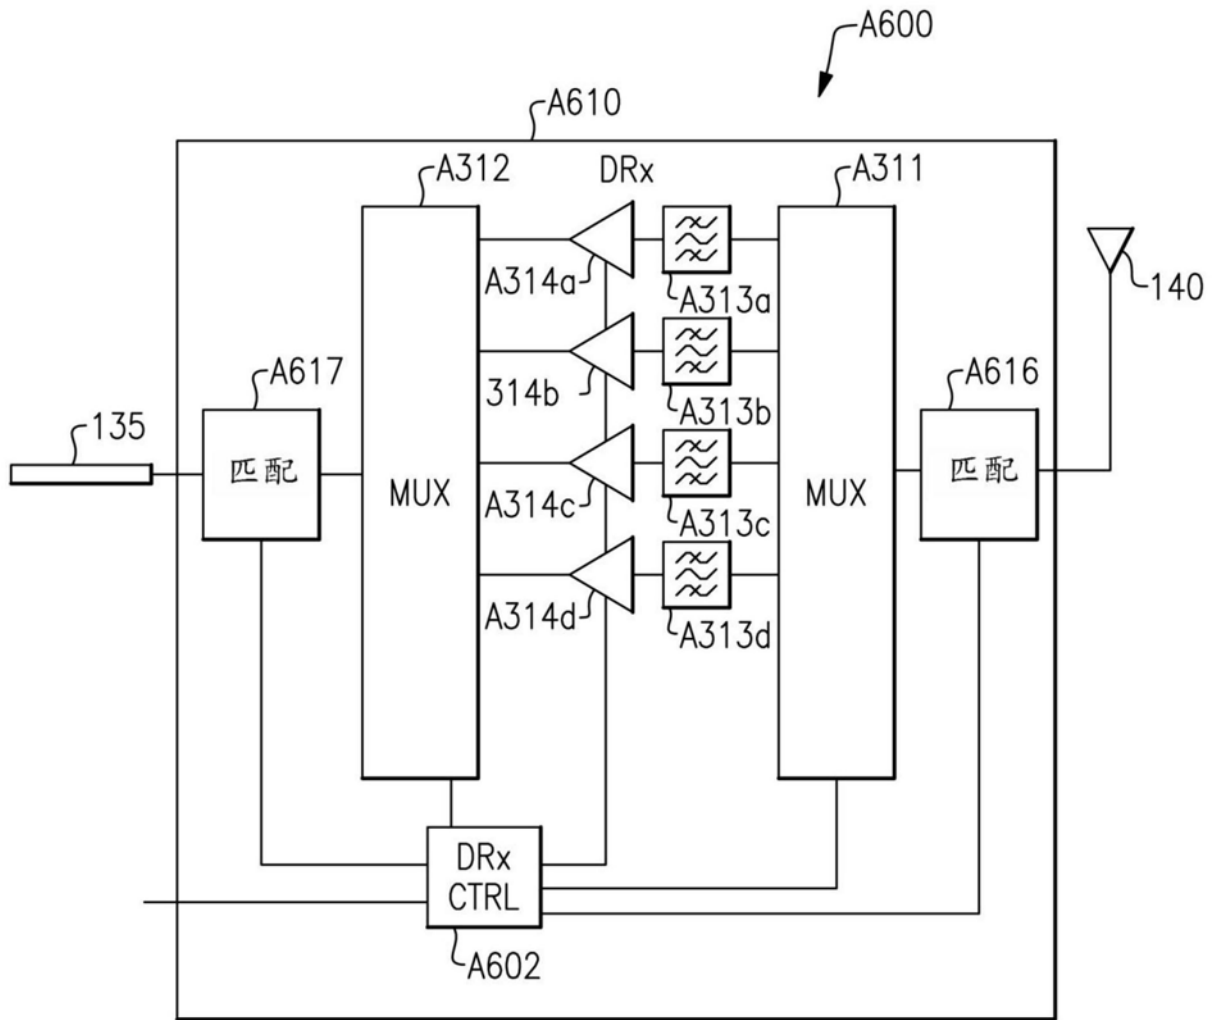 A600
A610
A312
DRx
A311
A314a
A313a
140
314b
A313b
A617
A616
135
匹配
MUX
A314c
A313c
MUX
匹配
A314d
A313d
DRx
CTRL
A602